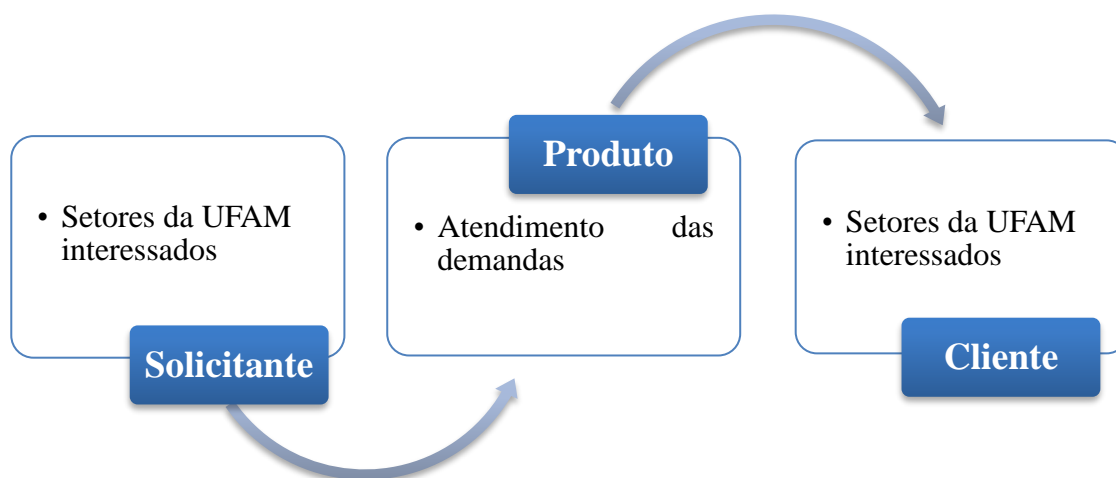 • Setores da UFAM
interessados
Solicitante
Produto
• Atendimento das
demandas
• Setores da UFAM
interessados
Cliente